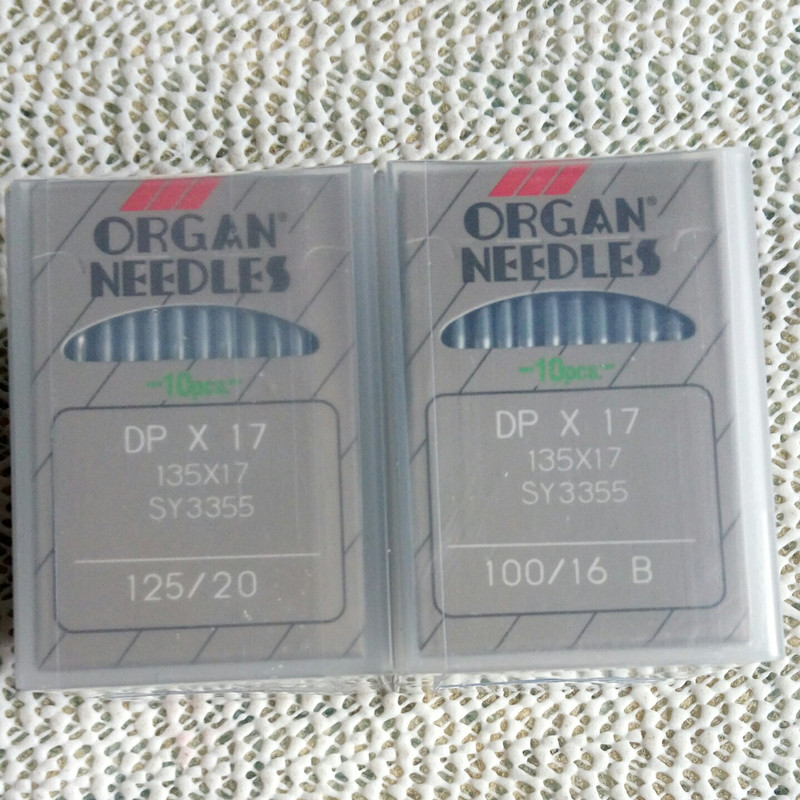 ORGAN®
NEEDLES
-10pcs.-
DP X 17
135X17
SY3355
125/20
ORGAN®
NEEDLES
-10pcs.-
DP X 17
135X17
SY3355
100/16 B